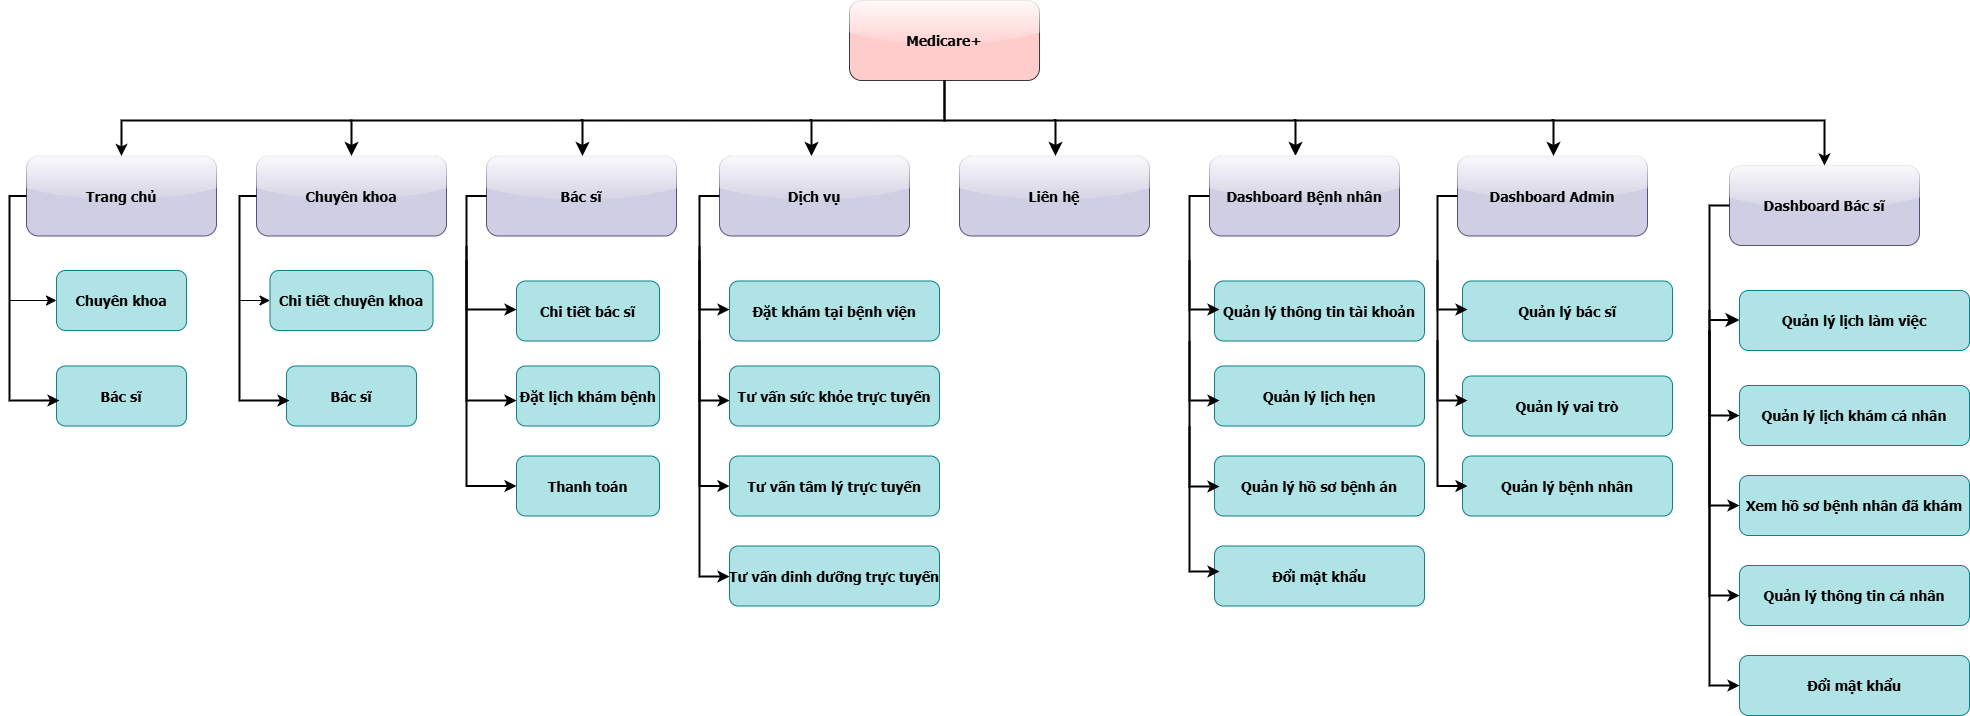 Medicare+
Trang chủ
Chuyên khoa
Bác sĩ
Dịch vụ
Liên hệ
Dashboard Bệnh nhân
Dashboard Admin
Dashboard Bác sĩ
Chuyên khoa
Bác sĩ
Chi tiết chuyên khoa
Bác sĩ
Chi tiết bác sĩ
Đặt lịch khám bệnh
Thanh toán
Đặt khám tại bệnh viện
Tư vấn sức khỏe trực tuyến
Tư vấn tâm lý trực tuyến
Tư vấn dinh dưỡng trực tuyến
Quản lý thông tin tài khoản
Quản lý lịch hẹn
Quản lý hồ sơ bệnh án
Đổi mật khẩu
Quản lý bác sĩ
Quản lý vai trò
Quản lý bệnh nhân
Quản lý lịch làm việc
Quản lý lịch khám cá nhân
Xem hồ sơ bệnh nhân đã khám
Quản lý thông tin cá nhân
Đổi mật khẩu